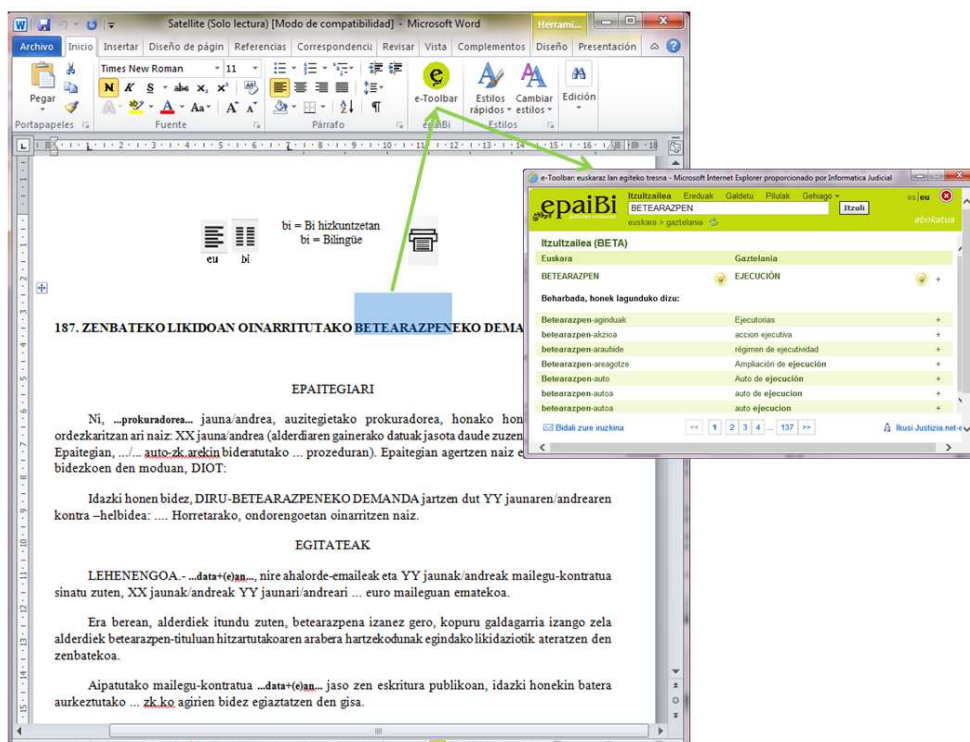 Satellite (Solo lectura) [Modo de compatibilidad] - Microsoft Word
Herrami...
Archivo Inicio Insertar Diseño de págin Referencias Correspondenci Revisar Vista Complementos Diseño Presentación
Times New Roman 11
Pegar
N K S abc x, x²
Aa A A
e-Toolbar
Estilos rápidos
Cambiar estilos
Edición
Portapapeles Fuente Párrafo epaiBi Estilos
bi = Bi hizkuntzetan
bi = Bilingüe
eu bi
187. ZENBATEKO LIKIDOAN OINARRITUTAKO BETEARAZPENEKO DEMA
EPAITEGIARI
Ni, ...prokuradorea... jauna/andrea, auzitegietako prokuradorea, honako hon
ordezkaritzan ari naiz: XX jauna/andrea (alderdiaren gainerako datuak jasota daude zuzen
Epaitegian, .../... auto-zk.arekin bideratutako ... prozeduran). Epaitegian agertzen naiz e
bidezkoen den moduan, DIOT:
Idazki honen bidez, DIRU-BETEARAZPENEKO DEMANDA jartzen dut YY jaunaren/andrearen
kontra –helbidea: .... Horretarako, ondorengoetan oinarritzen naiz.
EGITATEAK
LEHENENGOA.- ...data+(e)an..., nire ahalorde-emaileak eta YY jaunak/andreak mailegu-kontratua
sinatu zuten, XX jaunak/andreak YY jaunari/andreari ... euro maileguan ematekoa.
Era berean, alderdiek itundu zuten, betearazpena izanez gero, kopuru galdagarria izango zela
alderdiek betearazpen-tituluan hitzartutakoaren arabera hartzekodunak egindako likidaziotik ateratzen den
zenbatekoa.
Aipatutako mailegu-kontratua ...data+(e)an... jaso zen eskritura publikoan, idazki honekin batera
aurkeztutako ... zk.ko agirien bidez egiaztatzen den gisa.
e-Toolbar: euskaraz lan egiteko tresna - Microsoft Internet Explorer proporcionado por Informatica Judicial
epaiBi
Itzultzailea Ereduak Galdetu Pilulak Gehiago
es | eu
BETEARAZPEN Itzuli
euskara > gaztelania
abokatua
Itzultzailea (BETA)
Euskara Gaztelania
BETEARAZPEN EJECUCIÓN +
Beharbada, honek lagunduko dizu:
Betearazpen-aginduak Ejecutorias +
betearazpen-akzioa accion ejecutiva +
betearazpen-araubide régimen de ejecutividad +
Betearazpen-areagotze Ampliación de ejecución +
Betearazpen-auto Auto de ejecución +
betearazpen-autoa auto de ejecucion +
betearazpen-autoa auto ejecucion +
Bidali zure iruzkina << 1 2 3 4 ... 137 >> Ikusi Justizia.net-e